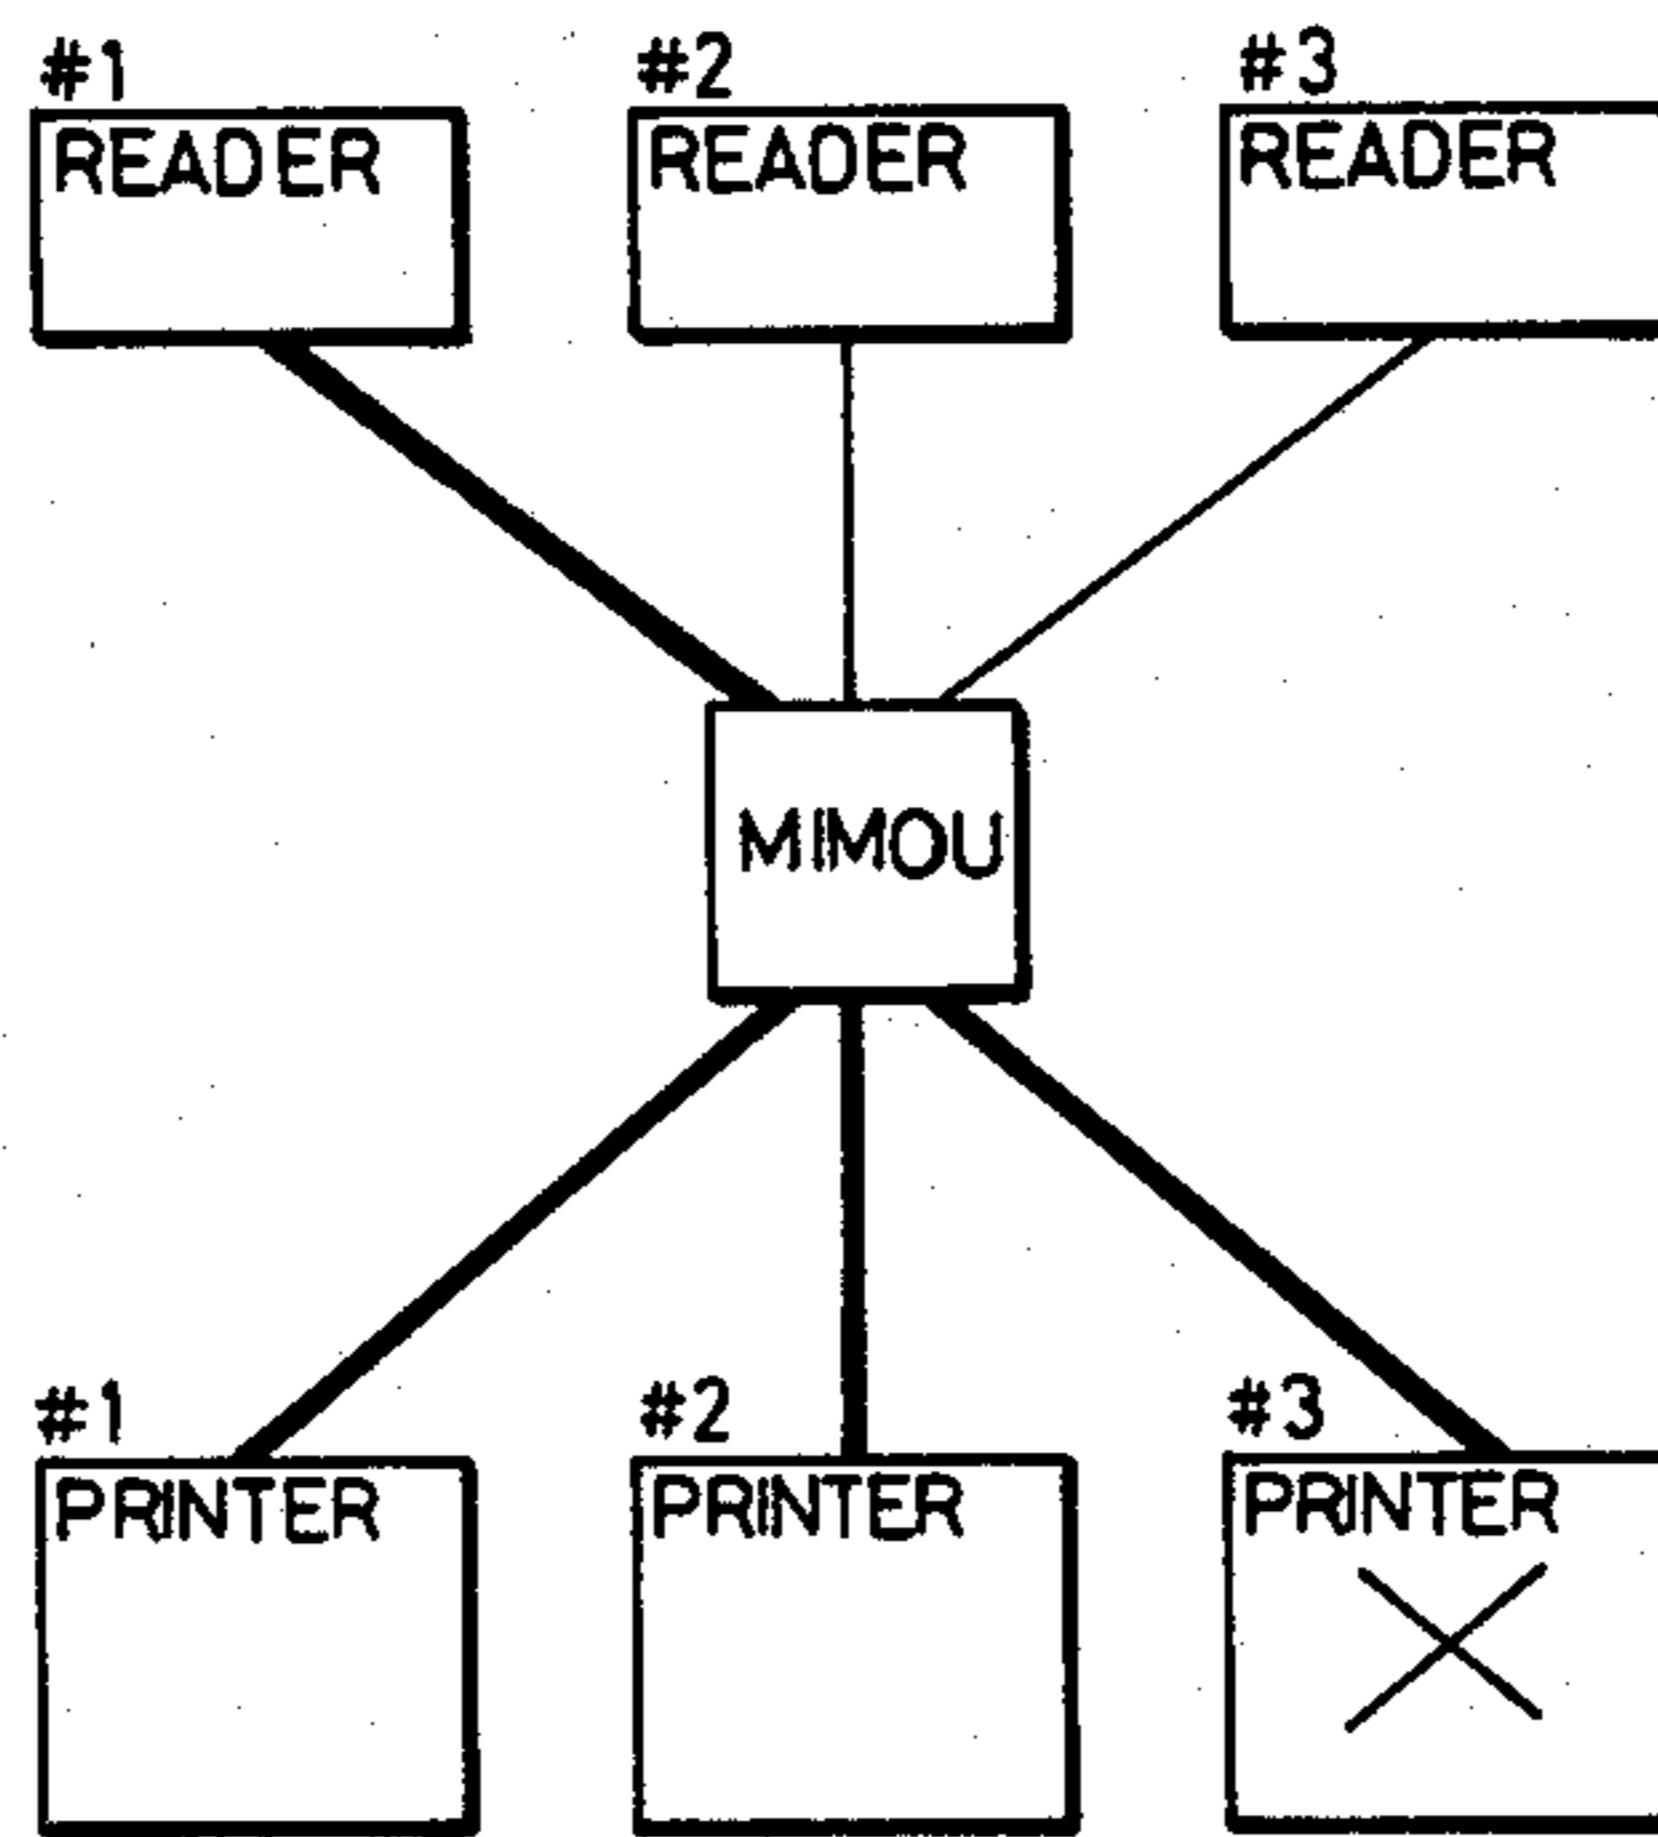 #1 #2 #3
READER READER READER
MIMOU
#1 #2 #3
PRINTER PRINTER PRINTER